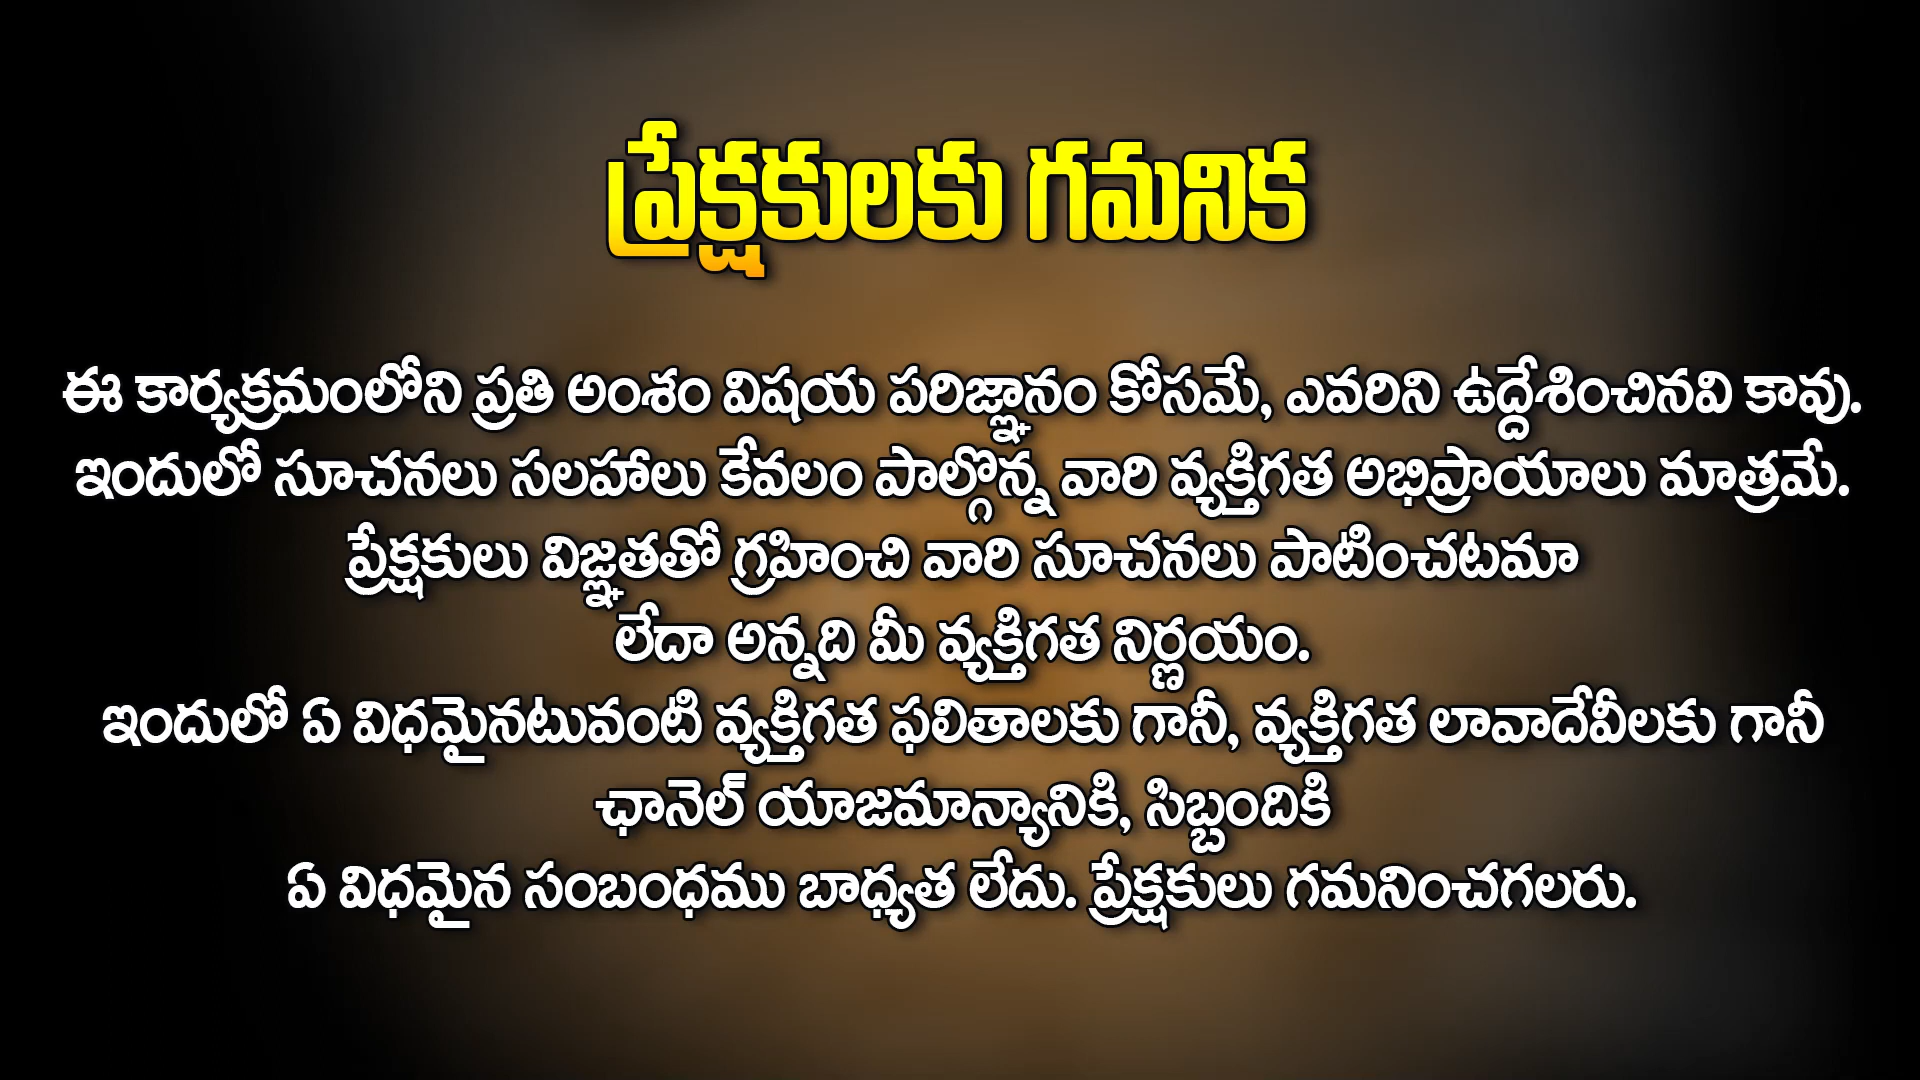 ప్రేక్షకులకు గమనిక
ఈ కార్యక్రమంలోని ప్రతి అంశం విషయ పరిజ్ఞానం కోసమే, ఎవరిని ఉద్దేశించినవి కావు.
ఇందులో సూచనలు సలహాలు కేవలం పాల్గొన్న వారి వ్యక్తిగత అభిప్రాయాలు మాత్రమే.
ప్రేక్షకులు విజ్ఞతతో గ్రహించి వారి సూచనలు పాటించటమా
లేదా అన్నది మీ వ్యక్తిగత నిర్ణయం.
ఇందులో ఏ విధమైనటువంటి వ్యక్తిగత ఫలితాలకు గానీ, వ్యక్తిగత లావాదేవీలకు గానీ
ఛానెల్ యాజమాన్యానికి, సిబ్బందికి
ఏ విధమైన సంబంధము బాధ్యత లేదు. ప్రేక్షకులు గమనించగలరు.